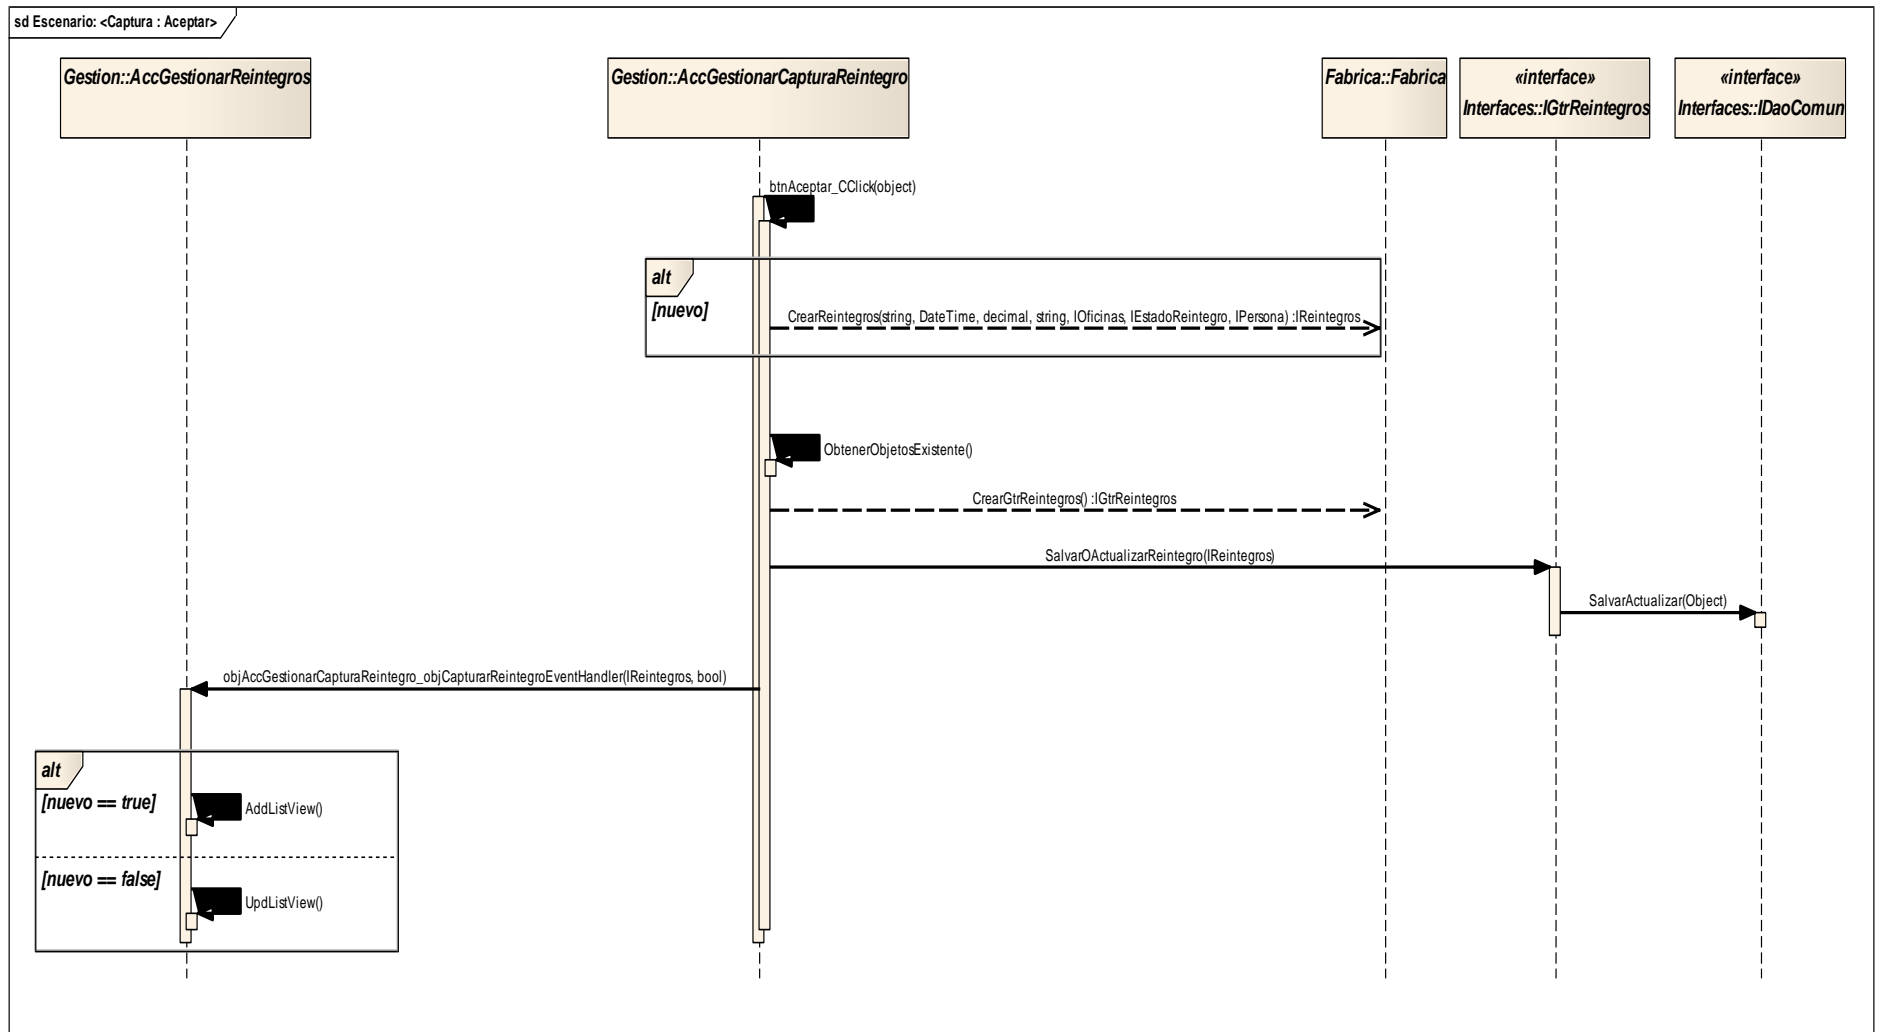 sd Escenario: <Captura : Aceptar>
Gestion::AccGestionarReintegros
Gestion::AccGestionarCapturaReintegro
Fabrica::Fabrica
«interface»
Interfaces::IGtrReintegros
«interface»
Interfaces::IDaoComun
btnAceptar_CClick(object)
alt
[nuevo]
CrearReintegros(string, DateTime, decimal, string, IOficinas, IEstadoReintegro, IPersona) :IReintegros
ObtenerObjetosExistente()
CrearGtrReintegros() :IGtrReintegros
SalvarOActualizarReintegro(IReintegros)
SalvarActualizar(Object)
objAccGestionarCapturaReintegro_objCapturarReintegroEventHandler(IReintegros, bool)
alt
[nuevo == true]
AddListView()
[nuevo == false]
UpdListView()